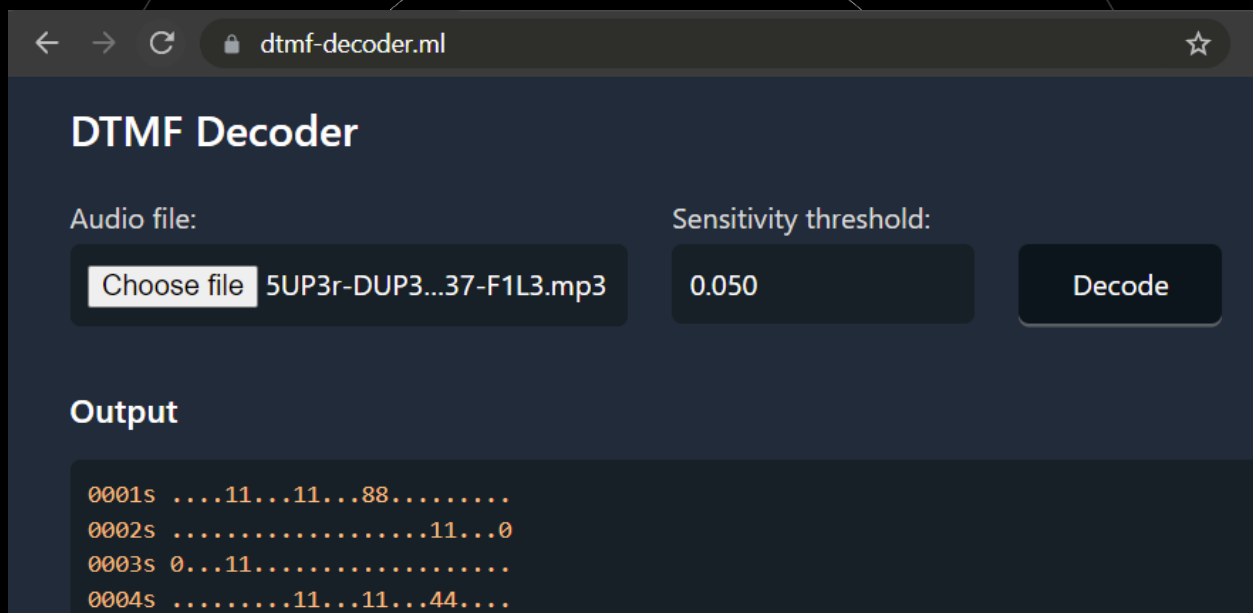 dtmf-decoder.ml
DTMF Decoder
Audio file: Sensitivity threshold:
Choose file 5UP3r-DUP3...37-F1L3.mp3 0.050 Decode
Output
0001s ....11...11...88.........
0002s ...................11...0
0003s 0...11...................
0004s .........11...11...44....